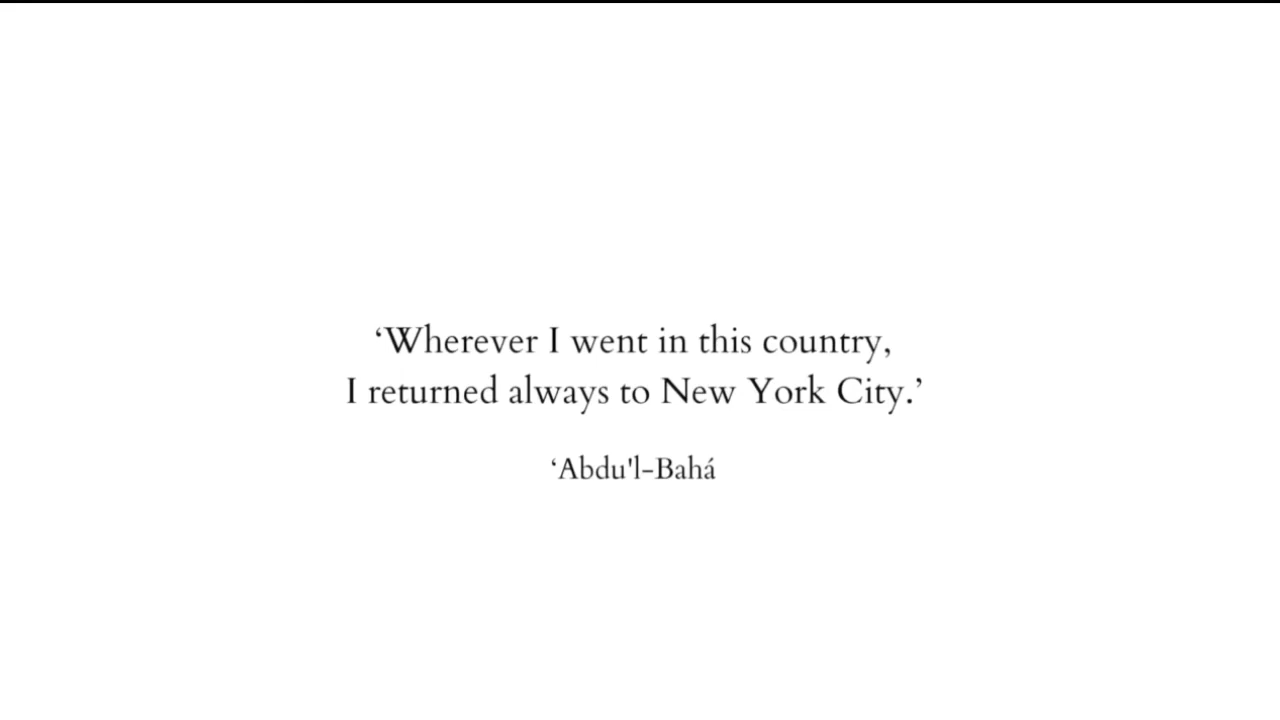 ‘Wherever I went in this country,
I returned always to New York City.’
‘Abdu'l-Bahá